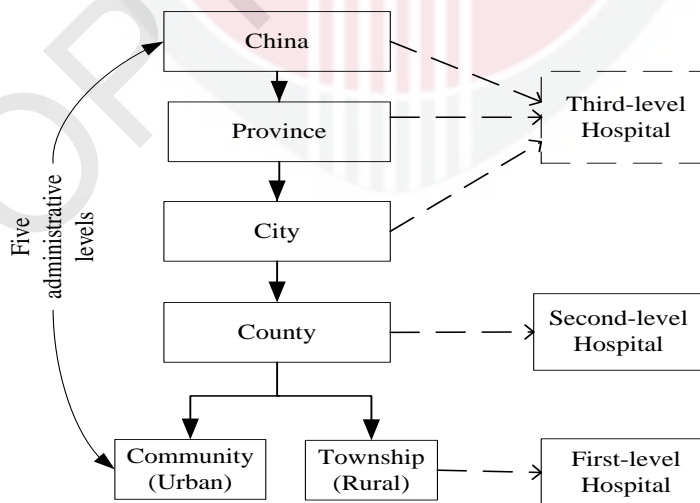 China
Province
Third-level
Hospital
City
Five
administrative
levels
County
Second-level
Hospital
Community
(Urban)
Township
(Rural)
First-level
Hospital